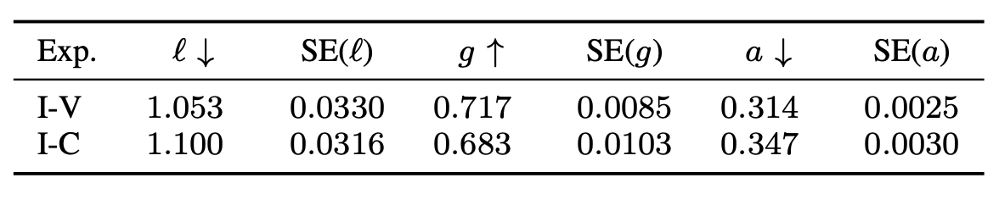 Exp. ℓ ↓ SE(ℓ) g ↑ SE(g) a ↓ SE(a)
I-V 1.053 0.0330 0.717 0.0085 0.314 0.0025
I-C 1.100 0.0316 0.683 0.0103 0.347 0.0030